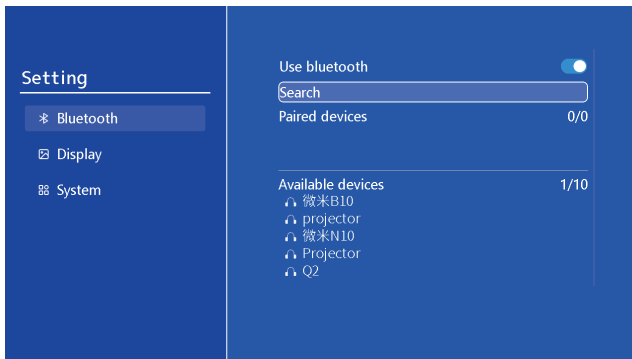 Setting
Bluetooth
Display
System
Use bluetooth
Search
Paired devices 0/0
Available devices 1/10
微米B10
projector
微米N10
Projector
Q2